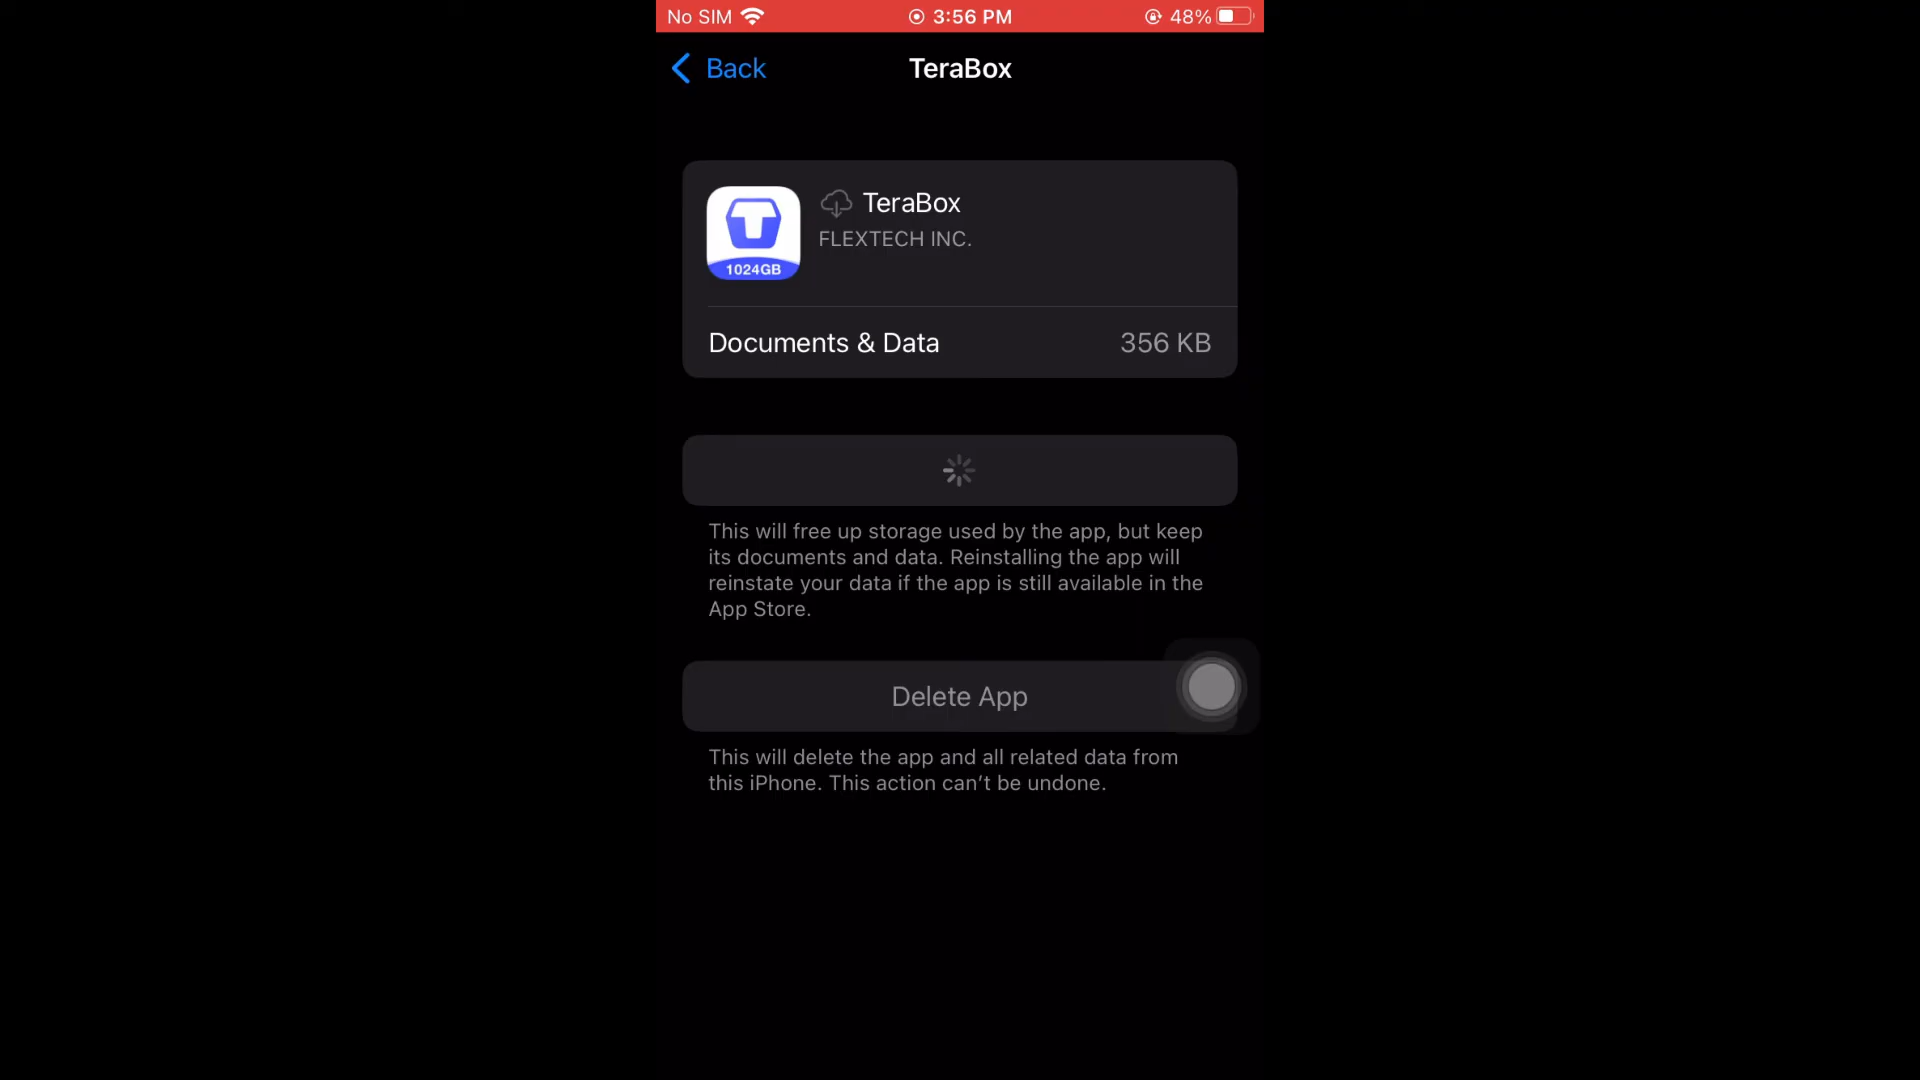 No SIM 3:56 PM 48%
Back TeraBox
TeraBox
FLEXTECH INC.
1024GB
Documents & Data 356 KB
This will free up storage used by the app, but keep
its documents and data. Reinstalling the app will
reinstate your data if the app is still available in the
App Store.
Delete App
This will delete the app and all related data from
this iPhone. This action can’t be undone.